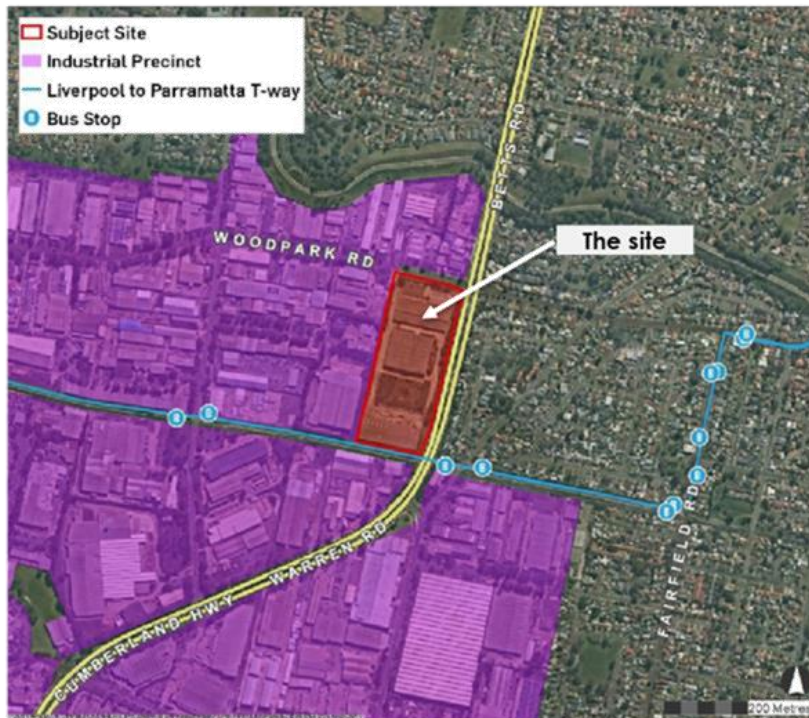 Subject Site
Industrial Precinct
Liverpool to Parramatta T-way
Bus Stop
BETTS RD
WOODPARK RD
The site
FAIRFIELD RD
CUMBERLAND HWY
WARREN RD
200 Metres